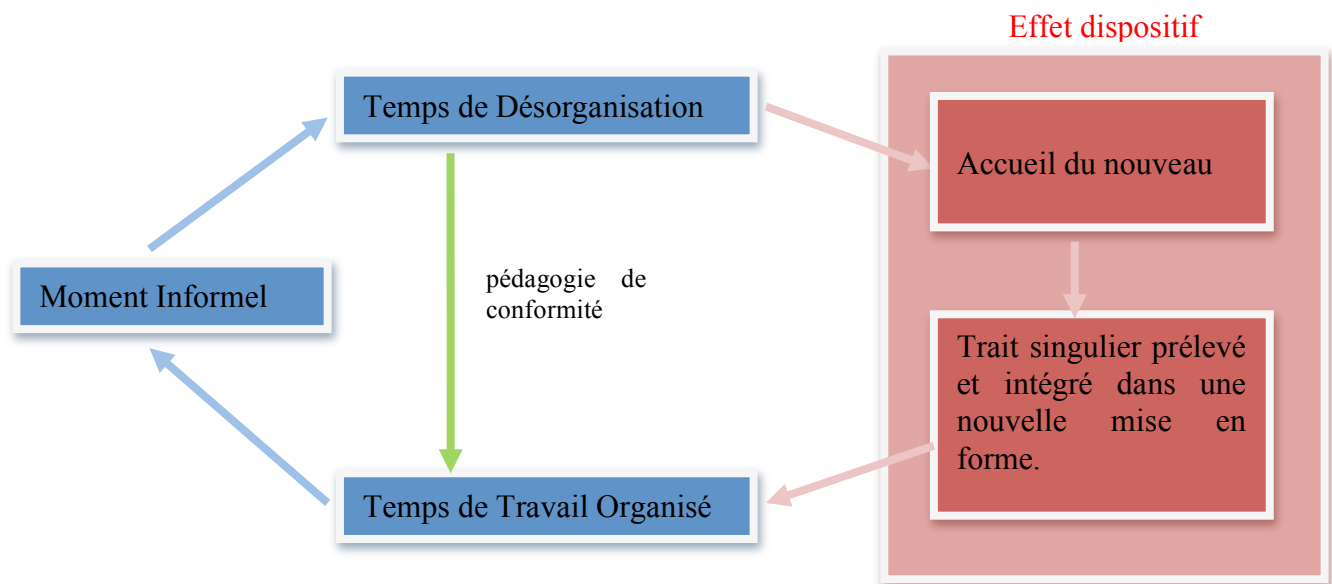 Effet dispositif
Temps de Désorganisation
Accueil du nouveau
Moment Informel
pédagogie de
conformité
Trait singulier prélevé
et intégré dans une
nouvelle mise en
forme.
Temps de Travail Organisé